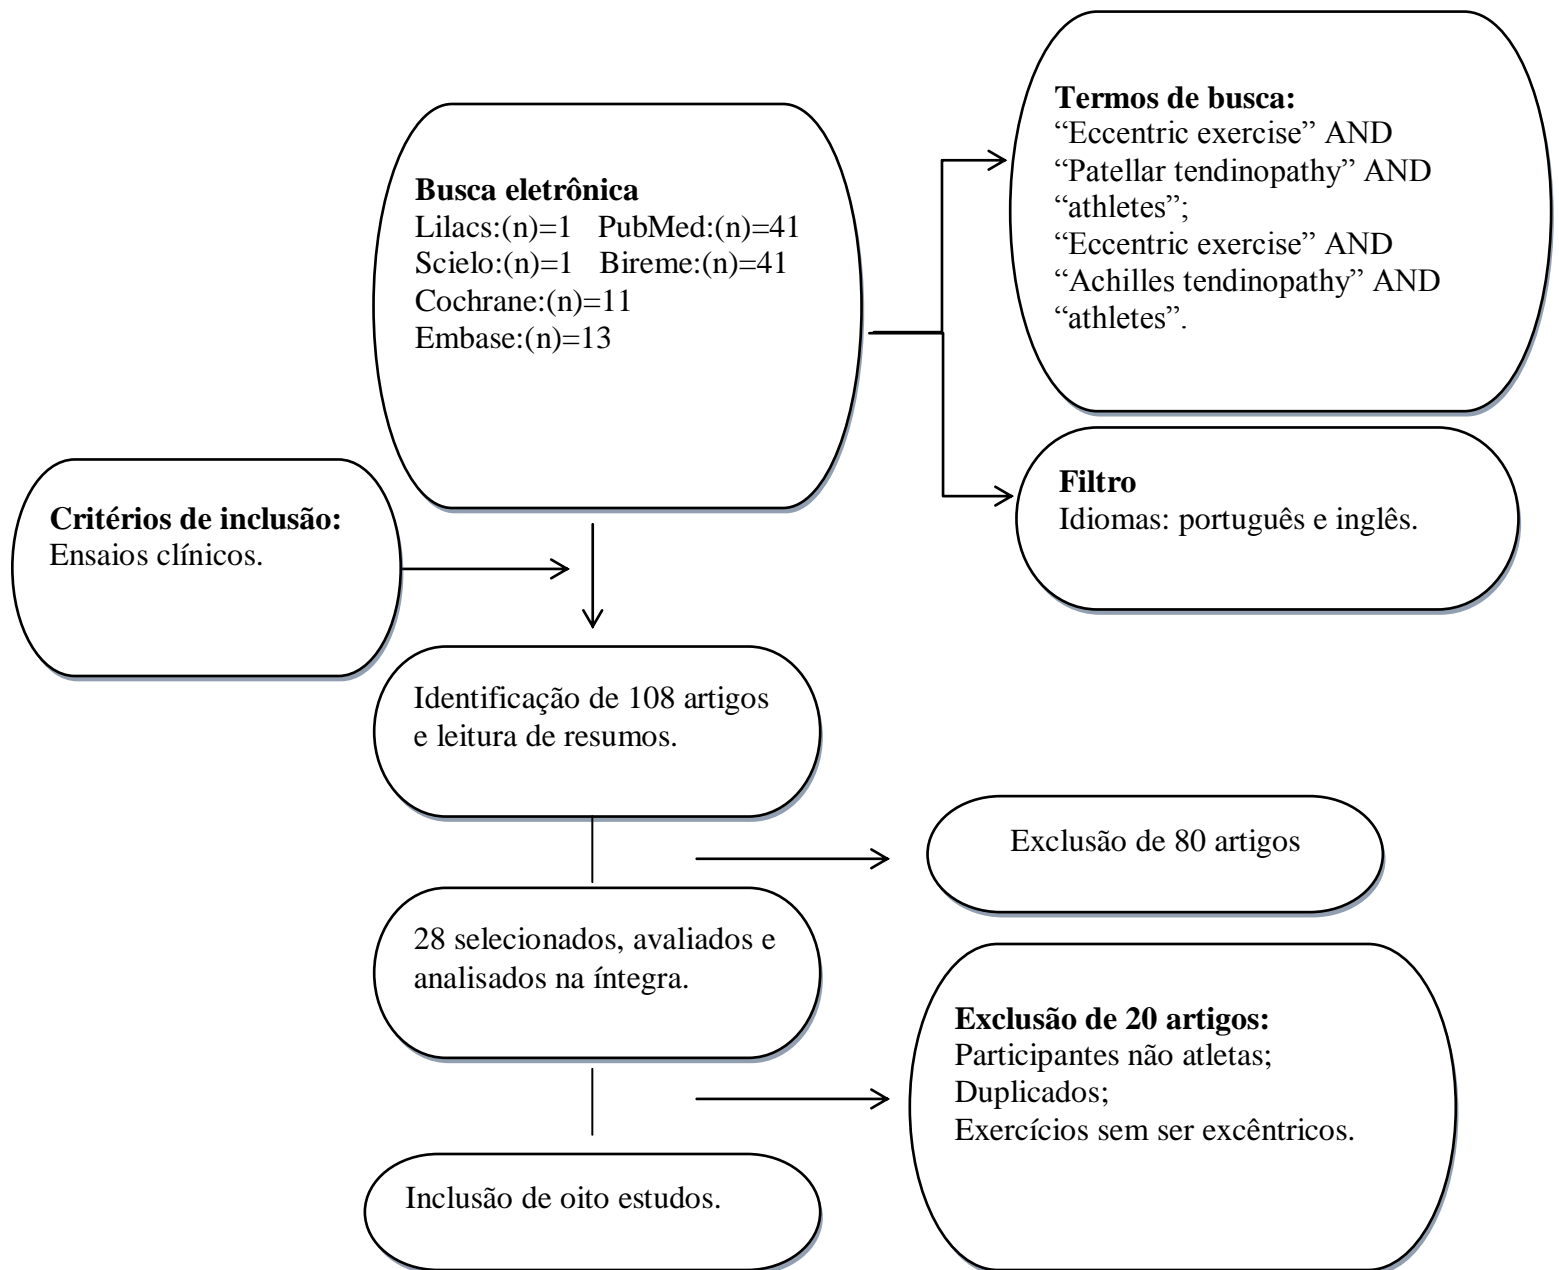 Busca eletrônica
Lilacs:(n)=1 PubMed:(n)=41
Scielo:(n)=1 Bireme:(n)=41
Cochrane:(n)=11
Embase:(n)=13
Termos de busca:
“Eccentric exercise” AND
“Patellar tendinopathy” AND
“athletes”;
“Eccentric exercise” AND
“Achilles tendinopathy” AND
“athletes”.
Filtro
Idiomas: português e inglês.
Critérios de inclusão:
Ensaios clínicos.
Identificação de 108 artigos
e leitura de resumos.
Exclusão de 80 artigos
28 selecionados, avaliados e
analisados na íntegra.
Exclusão de 20 artigos:
Participantes não atletas;
Duplicados;
Exercícios sem ser excêntricos.
Inclusão de oito estudos.